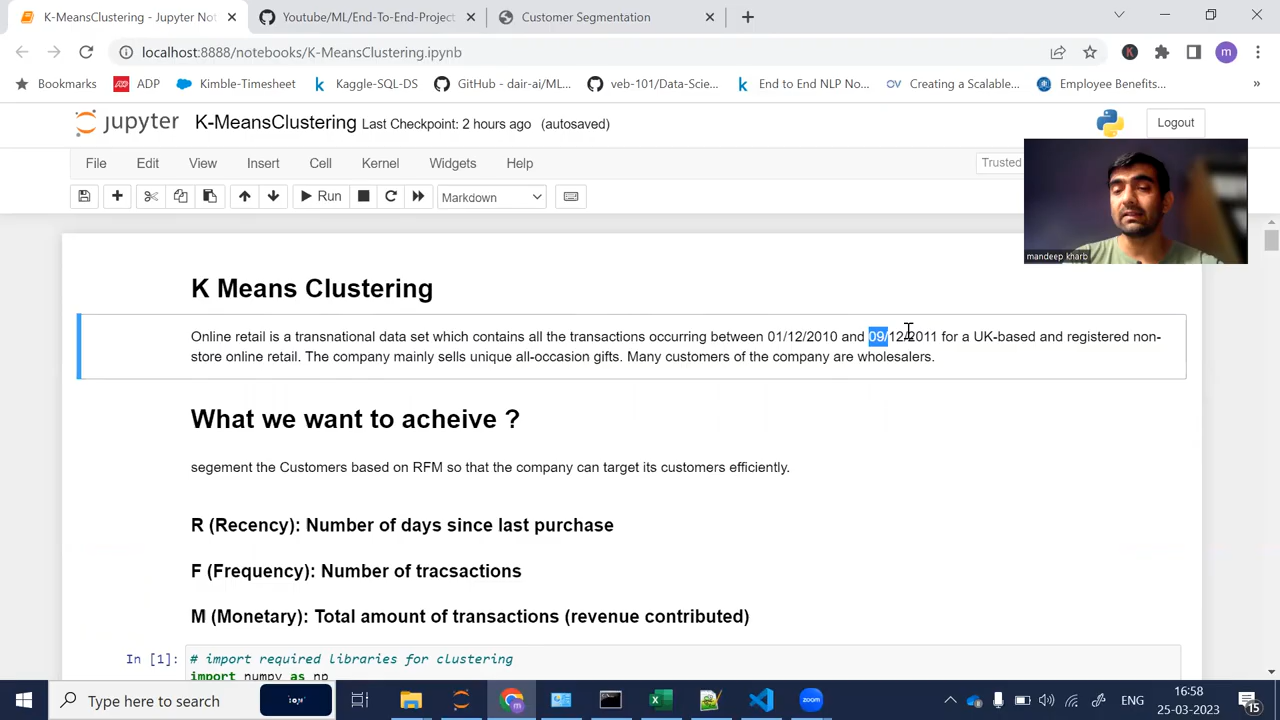 K-MeansClustering - Jupyter Note
Youtube/ML/End-To-End-Project
Customer Segmentation
localhost:8888/notebooks/K-MeansClustering.ipynb
K
m
Bookmarks
ADP
Kimble-Timesheet
Kaggle-SQL-DS
GitHub - dair-ai/ML...
veb-101/Data-Scie...
End to End NLP No...
Creating a Scalable...
Employee Benefits...
»
jupyter
K-MeansClustering
Last Checkpoint: 2 hours ago
(autosaved)
Logout
File
Edit
View
Insert
Cell
Kernel
Widgets
Help
Trusted
Run
Markdown
mandeep kharb
K Means Clustering
Online retail is a transnational data set which contains all the transactions occurring between 01/12/2010 and 09/12/2011 for a UK-based and registered non-
store online retail. The company mainly sells unique all-occasion gifts. Many customers of the company are wholesalers.
What we want to acheive ?
segement the Customers based on RFM so that the company can target its customers efficiently.
R (Recency): Number of days since last purchase
F (Frequency): Number of tracsactions
M (Monetary): Total amount of transactions (revenue contributed)
In [1]:
# import required libraries for clustering
import numpy as np
Type here to search
ENG
16:58
25-03-2023
15